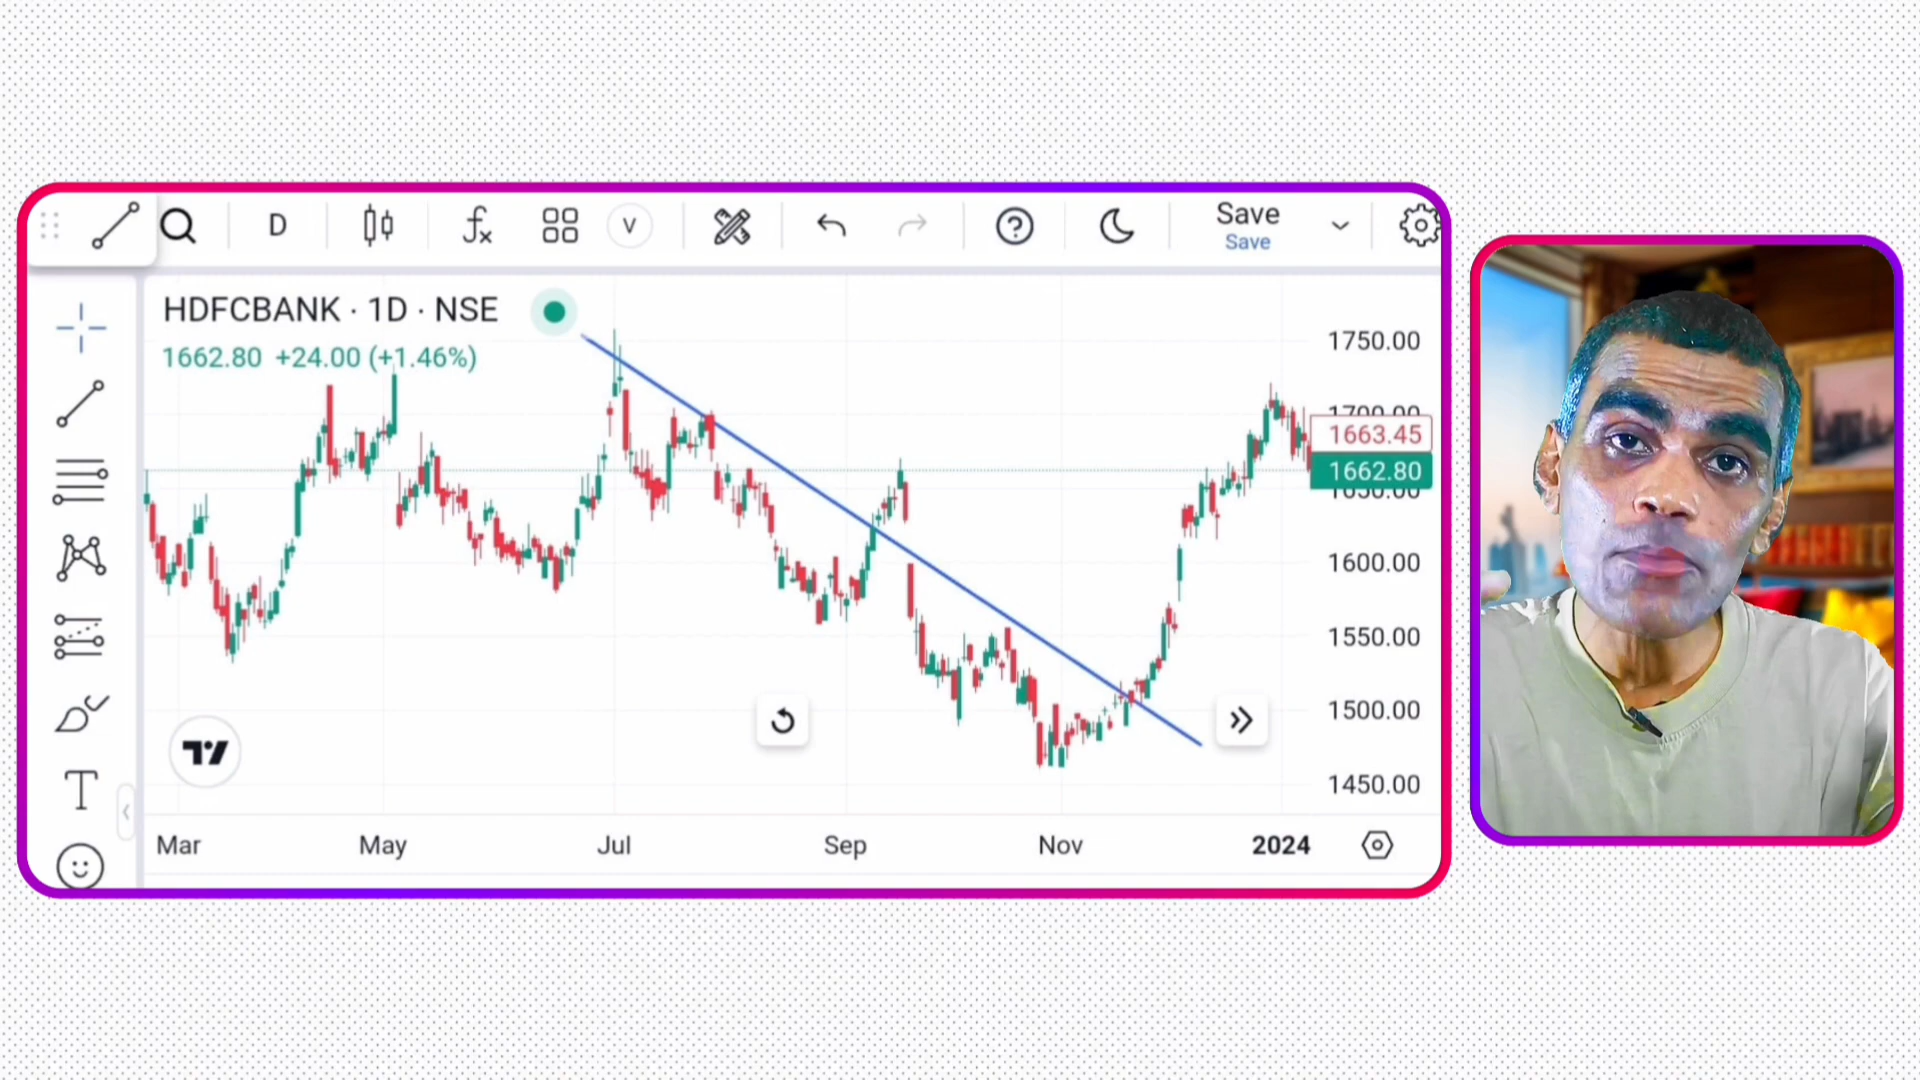 D
V
Save
Save
HDFCBANK · 1D · NSE
1662.80 +24.00 (+1.46%)
1750.00
1700.00
1663.45
1662.80
1650.00
1600.00
1550.00
1500.00
1450.00
T
Mar May Jul Sep Nov 2024